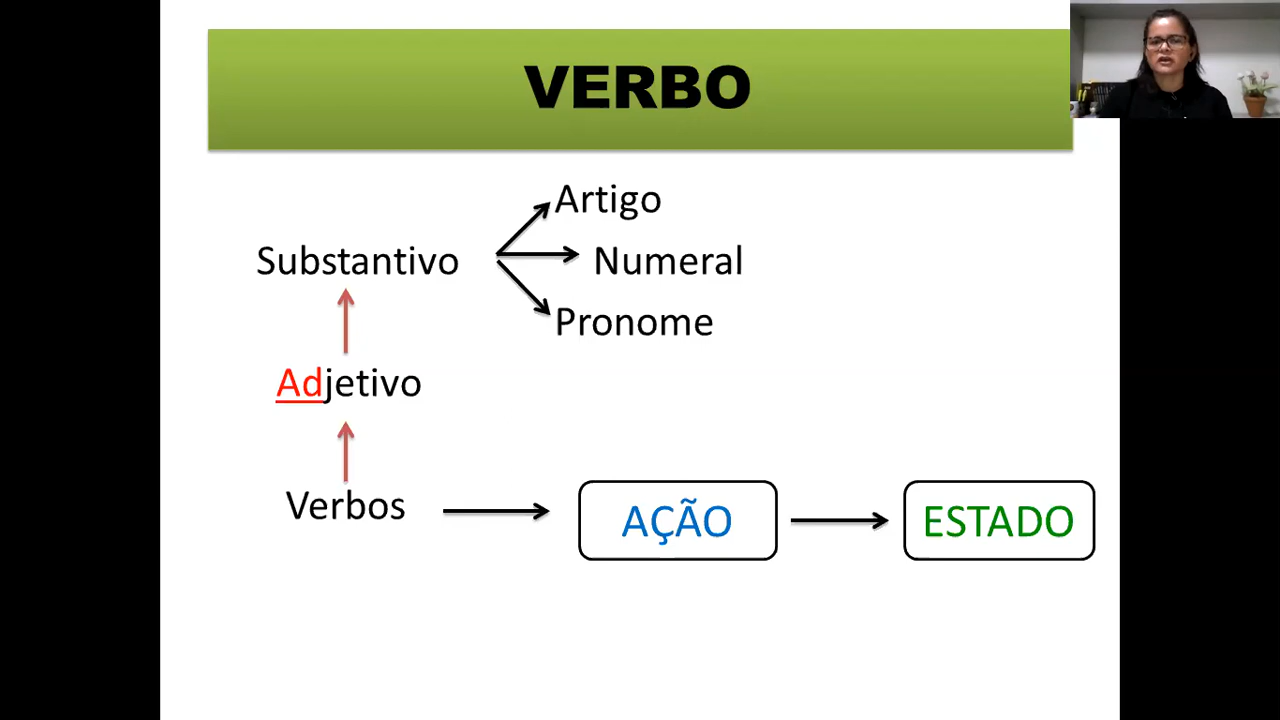 VERBO
Artigo
Substantivo
Numeral
Pronome
Adjetivo
Verbos
AÇÃO
ESTADO